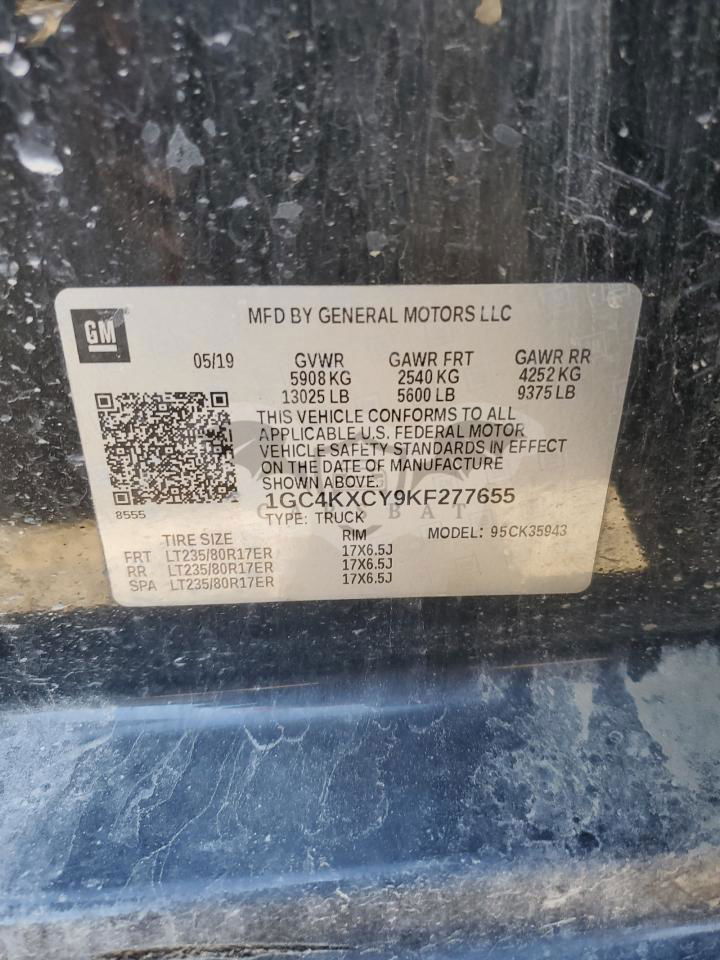 GM
MFD BY GENERAL MOTORS LLC
05/19 GVWR GAWR FRT GAWR RR
5908 KG 2540 KG 4252 KG
13025 LB 5600 LB 9375 LB
THIS VEHICLE CONFORMS TO ALL
APPLICABLE U.S. FEDERAL MOTOR
VEHICLE SAFETY STANDARDS IN EFFECT
ON THE DATE OF MANUFACTURE
SHOWN ABOVE.
1GC4KXCY9KF277655
8555 TYPE: TRUCK
TIRE SIZE RIM MODEL: 95CK35943
FRT LT235/80R17ER 17X6.5J
RR LT235/80R17ER 17X6.5J
SPA LT235/80R17ER 17X6.5J